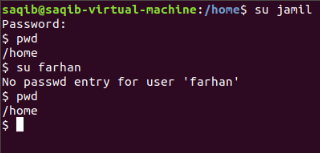 saqib@saqib-virtual-machine:/home$ su jamil
Password:
$ pwd
/home
$ su farhan
No passwd entry for user 'farhan'
$ pwd
/home
$